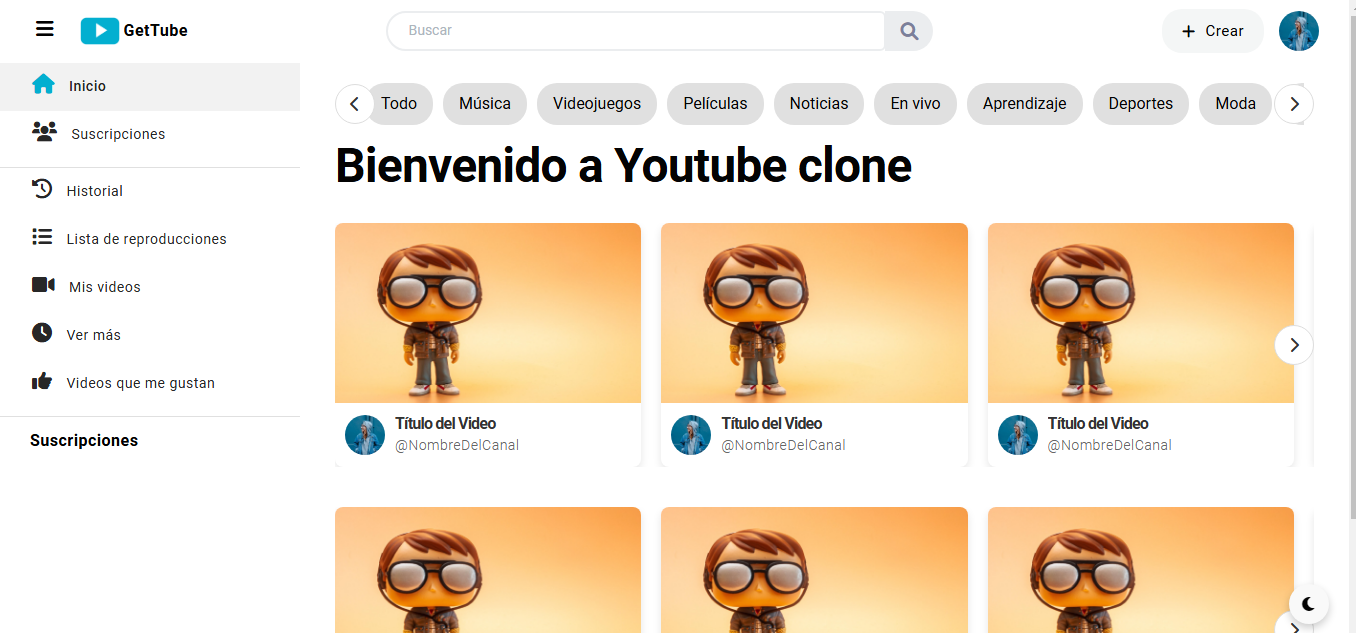 GetTube
Buscar
Crear
Inicio
Suscripciones
Historial
Lista de reproducciones
Mis videos
Ver más
Videos que me gustan
Suscripciones
Todo
Música
Videojuegos
Películas
Noticias
En vivo
Aprendizaje
Deportes
Moda
Bienvenido a Youtube clone
Título del Video
@NombreDelCanal
Título del Video
@NombreDelCanal
Título del Video
@NombreDelCanal